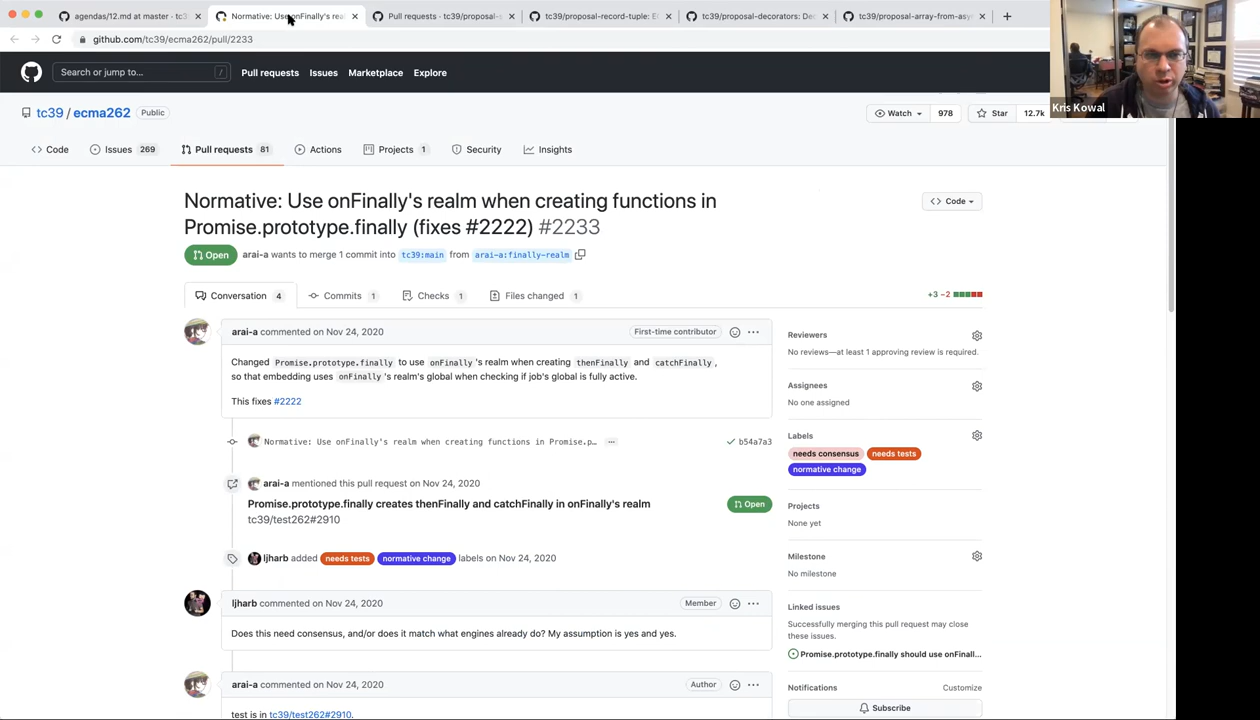 agendas/12.md at master · tc3
Normative: Use onFinally's rea
Pull requests · tc39/proposal-s
tc39/proposal-record-tuple: E
tc39/proposal-decorators: De
tc39/proposal-array-from-asy
github.com/tc39/ecma262/pull/2233
Search or jump to...
/
Pull requests
Issues
Marketplace
Explore
Kris Kowal
tc39 / ecma262
Public
Watch
978
Star
12.7k
Code
Issues 269
Pull requests 81
Actions
Projects 1
Security
Insights
Normative: Use onFinally's realm when creating functions in
Promise.prototype.finally (fixes #2222) #2233
Code
Open
arai-a wants to merge 1 commit into tc39:main from arai-a:finally-realm
Conversation 4
Commits 1
Checks 1
Files changed 1
+3 −2
arai-a commented on Nov 24, 2020
First-time contributor
Changed Promise.prototype.finally to use onFinally 's realm when creating thenFinally and catchFinally ,
so that embedding uses onFinally 's realm's global when checking if job's global is fully active.
This fixes #2222
Normative: Use onFinally's realm when creating functions in Promise.p…
b54a7a3
arai-a mentioned this pull request on Nov 24, 2020
Promise.prototype.finally creates thenFinally and catchFinally in onFinally's realm
tc39/test262#2910
Open
ljharb added needs tests normative change labels on Nov 24, 2020
ljharb commented on Nov 24, 2020
Member
Does this need consensus, and/or does it match what engines already do? My assumption is yes and yes.
arai-a commented on Nov 24, 2020
Author
test is in tc39/test262#2910.
Reviewers
No reviews—at least 1 approving review is required.
Assignees
No one assigned
Labels
needs consensus
needs tests
normative change
Projects
None yet
Milestone
No milestone
Linked issues
Successfully merging this pull request may close
these issues.
Promise.prototype.finally should use onFinall...
Notifications
Customize
Subscribe